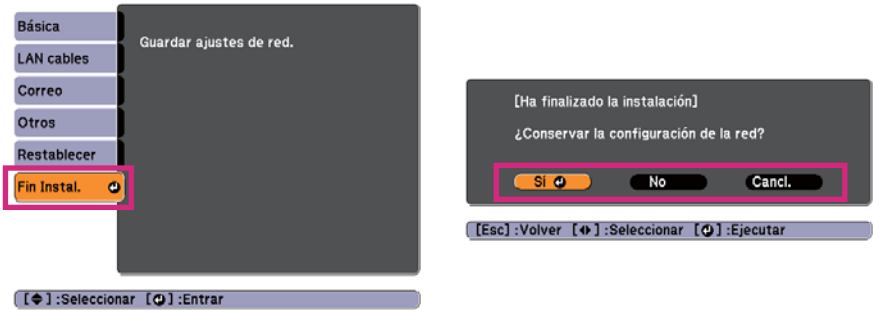 Básica
LAN cables
Correo
Otros
Restablecer
Fin Instal.
Guardar ajustes de red.
[ ] :Seleccionar [ ] :Entrar
[Ha finalizado la instalación]
¿Conservar la configuración de la red?
Sí No Cancl.
[Esc] :Volver [ ] :Seleccionar [ ] :Ejecutar